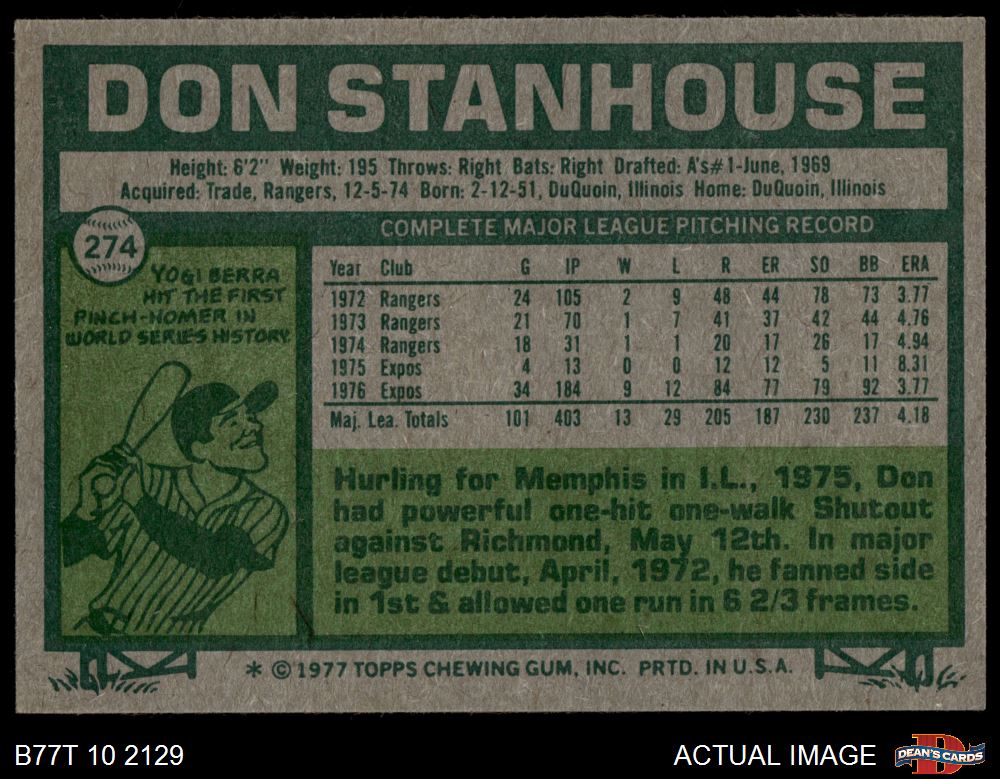 DON STANHOUSE
Height: 6'2" Weight: 195 Throws: Right Bats: Right Drafted: A's#1-June, 1969
Acquired: Trade, Rangers, 12-5-74 Born: 2-12-51, DuQuoin, Illinois Home: DuQuoin, Illinois
274
YOGI BERRA
HIT THE FIRST
PINCH-HOMER IN
WORLD SERIES HISTORY
COMPLETE MAJOR LEAGUE PITCHING RECORD
Year Club G IP W L R ER SO BB ERA
1972 Rangers 24 105 2 9 48 44 78 73 3.77
1973 Rangers 21 70 1 7 41 37 42 44 4.76
1974 Rangers 18 31 1 1 20 17 26 17 4.94
1975 Expos 4 13 0 0 12 12 5 11 8.31
1976 Expos 34 184 9 12 84 77 79 92 3.77
Maj. Lea. Totals 101 403 13 29 205 187 230 237 4.18
Hurling for Memphis in I.L., 1975, Don
had powerful one-hit one-walk Shutout
against Richmond, May 12th. In major
league debut, April, 1972, he fanned side
in 1st & allowed one run in 6 2/3 frames.
* © 1977 TOPPS CHEWING GUM, INC. PRTD. IN U.S.A.
B77T 10 2129
ACTUAL IMAGE
DEAN'S CARDS